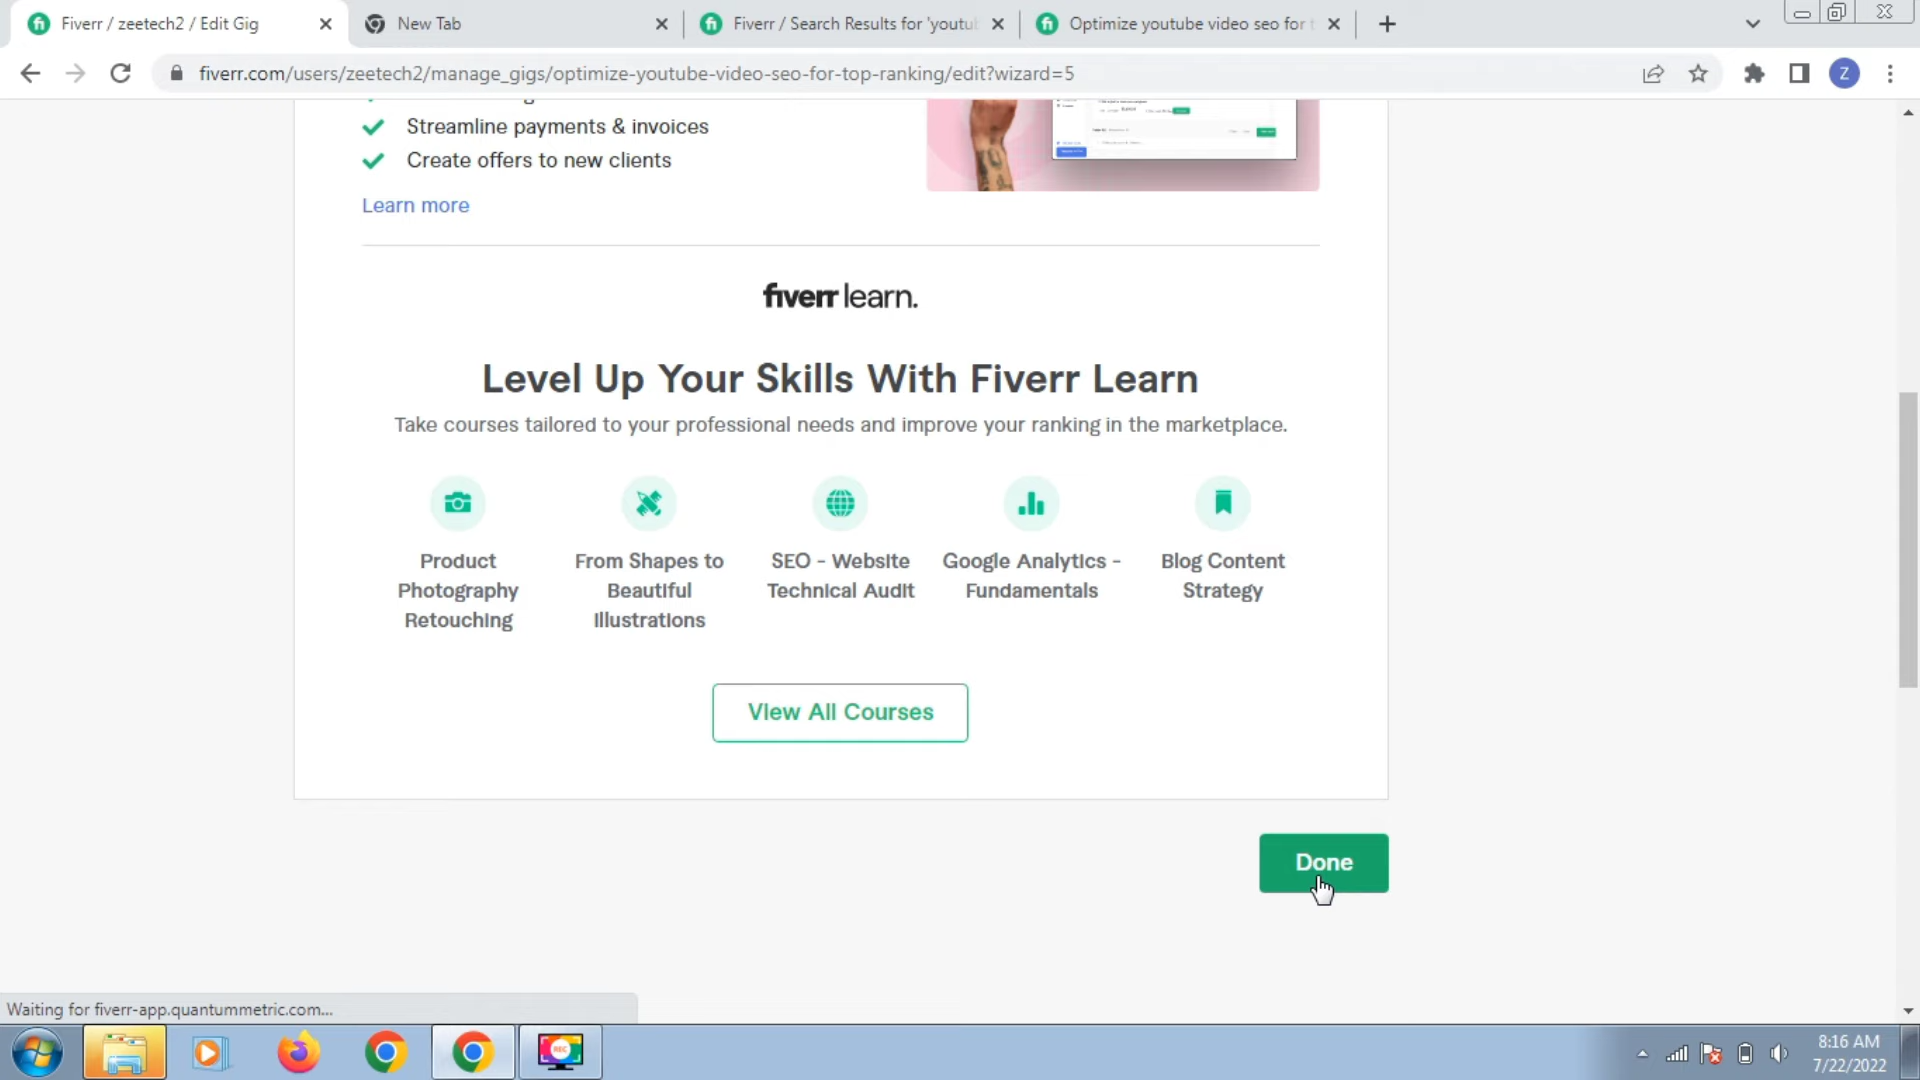 Fiverr / zeetech2 / Edit Gig
New Tab
Fiverr / Search Results for 'youtu
Optimize youtube video seo for t
fiverr.com/users/zeetech2/manage_gigs/optimize-youtube-video-seo-for-top-ranking/edit?wizard=5
Z
Streamline payments & invoices
Create offers to new clients
Learn more
fiverr learn.
Level Up Your Skills With Fiverr Learn
Take courses tailored to your professional needs and improve your ranking in the marketplace.
Product
Photography
Retouching
From Shapes to
Beautiful
Illustrations
SEO - Website
Technical Audit
Google Analytics -
Fundamentals
Blog Content
Strategy
View All Courses
Done
Waiting for fiverr-app.quantummetric.com...
REC
8:16 AM
7/22/2022